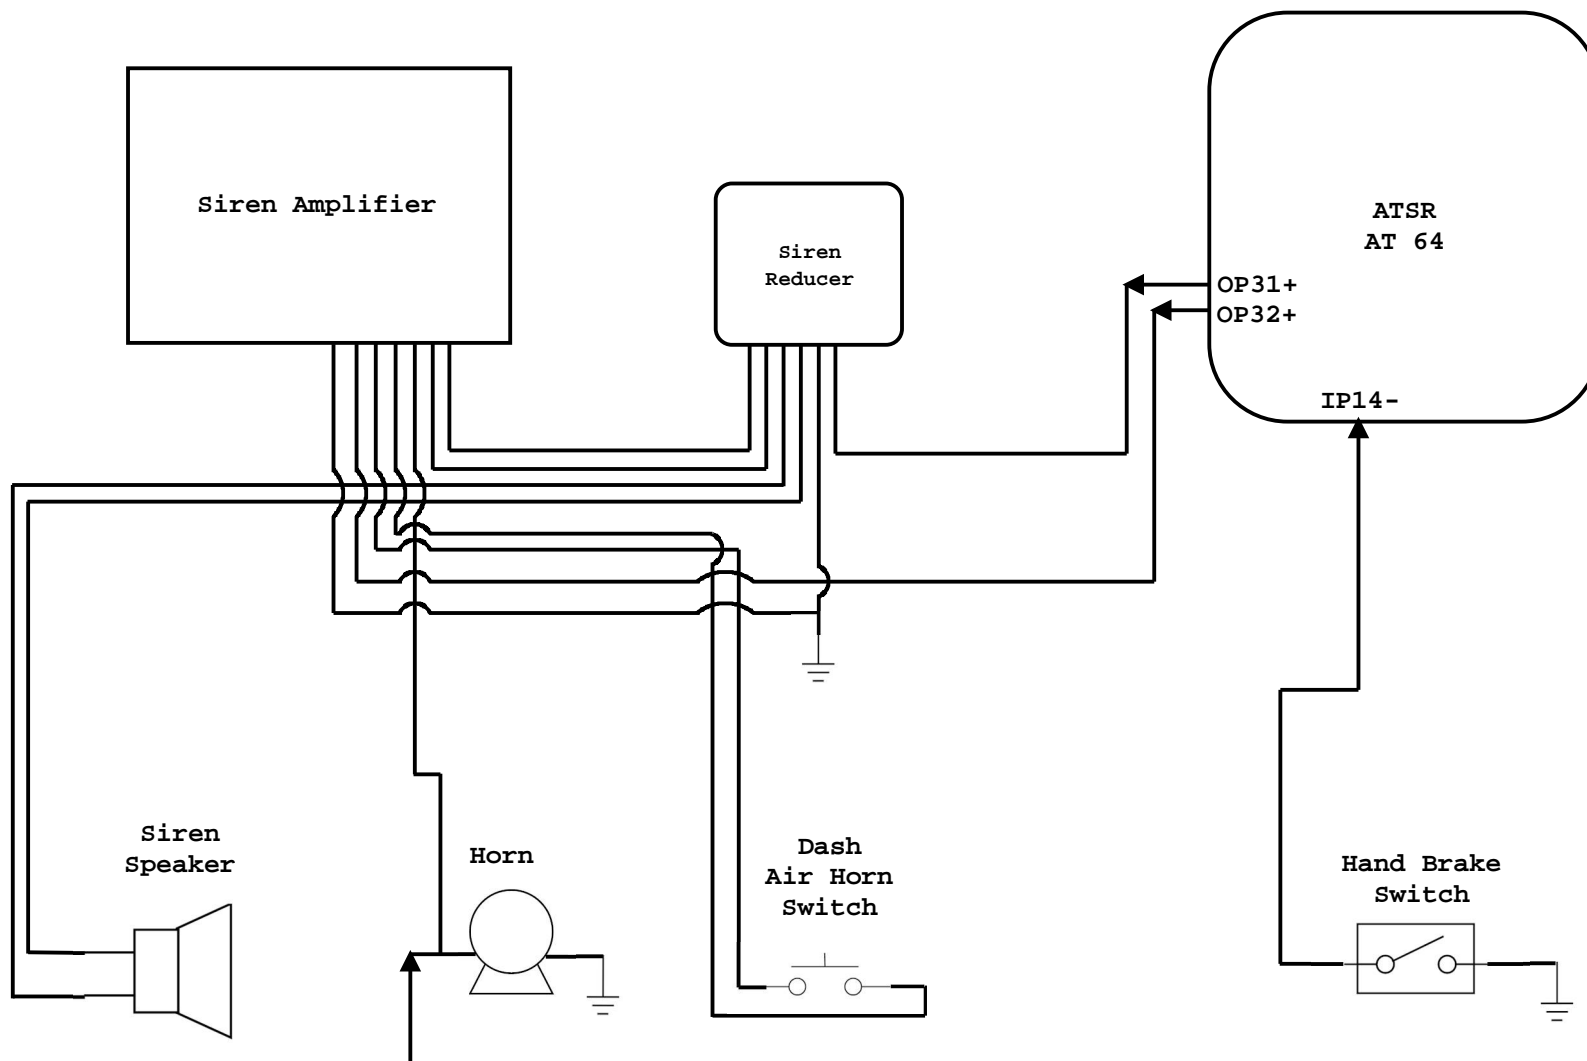 Siren Amplifier
Siren
Reducer
ATSR
AT 64
OP31+
OP32+
IP14-
Siren
Speaker
Horn
Dash
Air Horn
Switch
Hand Brake
Switch